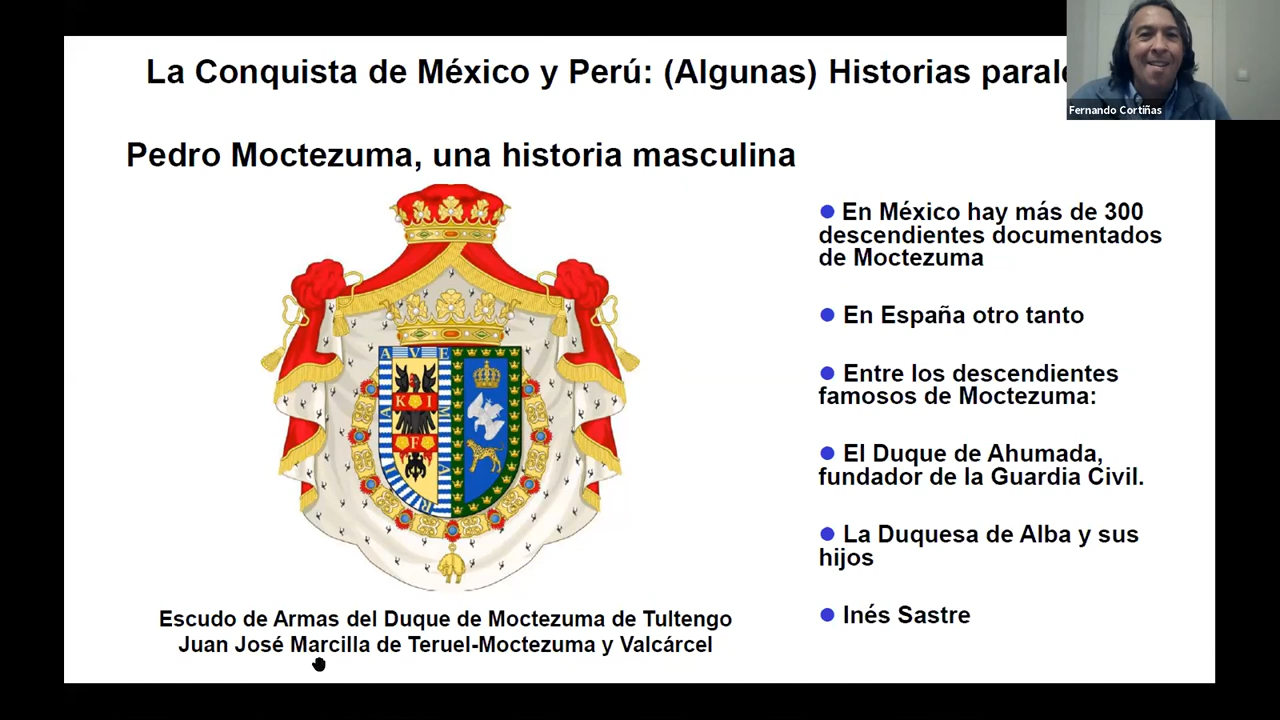 La Conquista de México y Perú: (Algunas) Historias
Fernando Cortiñas
Pedro Moctezuma, una historia masculina
En México hay más de 300
descendientes documentados
de Moctezuma
En España otro tanto
Entre los descendientes
famosos de Moctezuma:
El Duque de Ahumada,
fundador de la Guardia Civil.
La Duquesa de Alba y sus
hijos
Inés Sastre
A V E
K I
F
Escudo de Armas del Duque de Moctezuma de Tultengo
Juan José Marcilla de Teruel-Moctezuma y Valcárcel